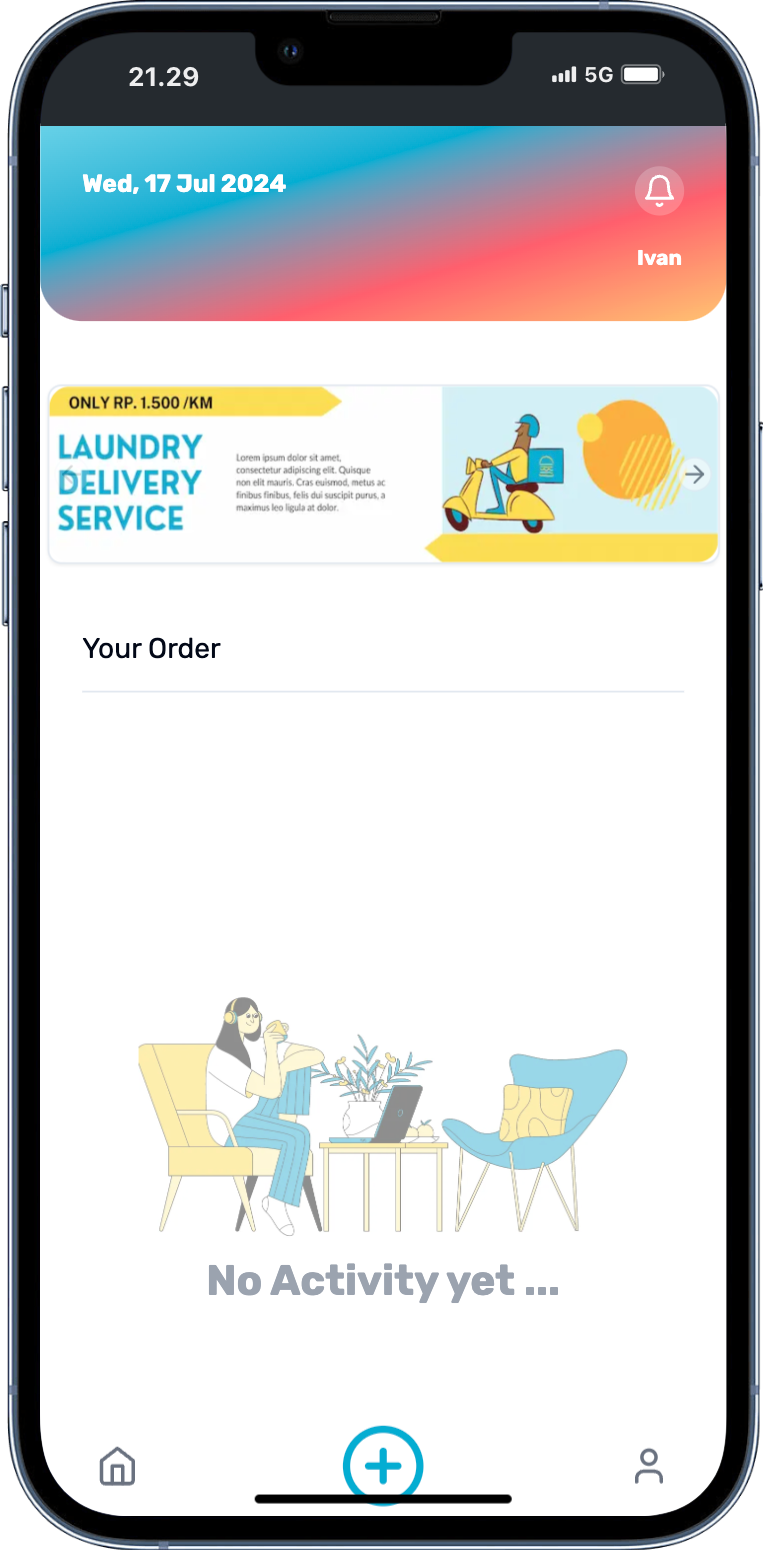 21.29
5G
Wed, 17 Jul 2024
Ivan
ONLY RP. 1.500 /KM
LAUNDRY
DELIVERY
SERVICE
Lorem ipsum dolor sit amet,
consectetur adipiscing elit. Quisque
non elit mauris. Cras euismod, metus ac
finibus finibus, felis dui suscipit purus, a
maximus leo ligula at dolor.
Your Order
No Activity yet ...